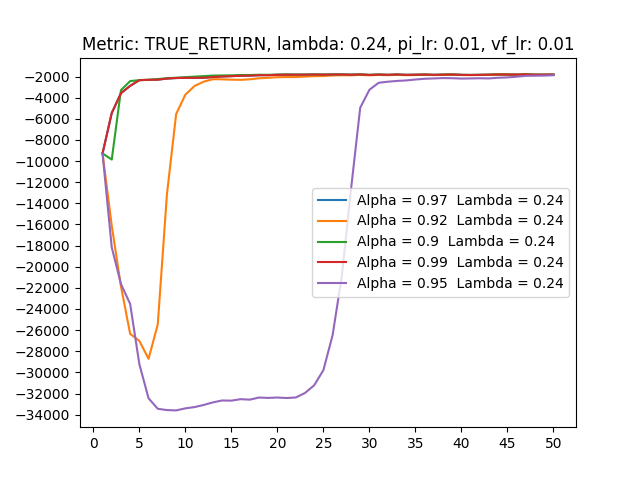 Metric: TRUE_RETURN, lambda: 0.24, pi_lr: 0.01, vf_lr: 0.01
−2000
−4000
−6000
−8000
−10000
−12000
−14000
−16000
−18000
−20000
−22000
−24000
−26000
−28000
−30000
−32000
−34000
Alpha = 0.97 Lambda = 0.24
Alpha = 0.92 Lambda = 0.24
Alpha = 0.9 Lambda = 0.24
Alpha = 0.99 Lambda = 0.24
Alpha = 0.95 Lambda = 0.24
0 5 10 15 20 25 30 35 40 45 50